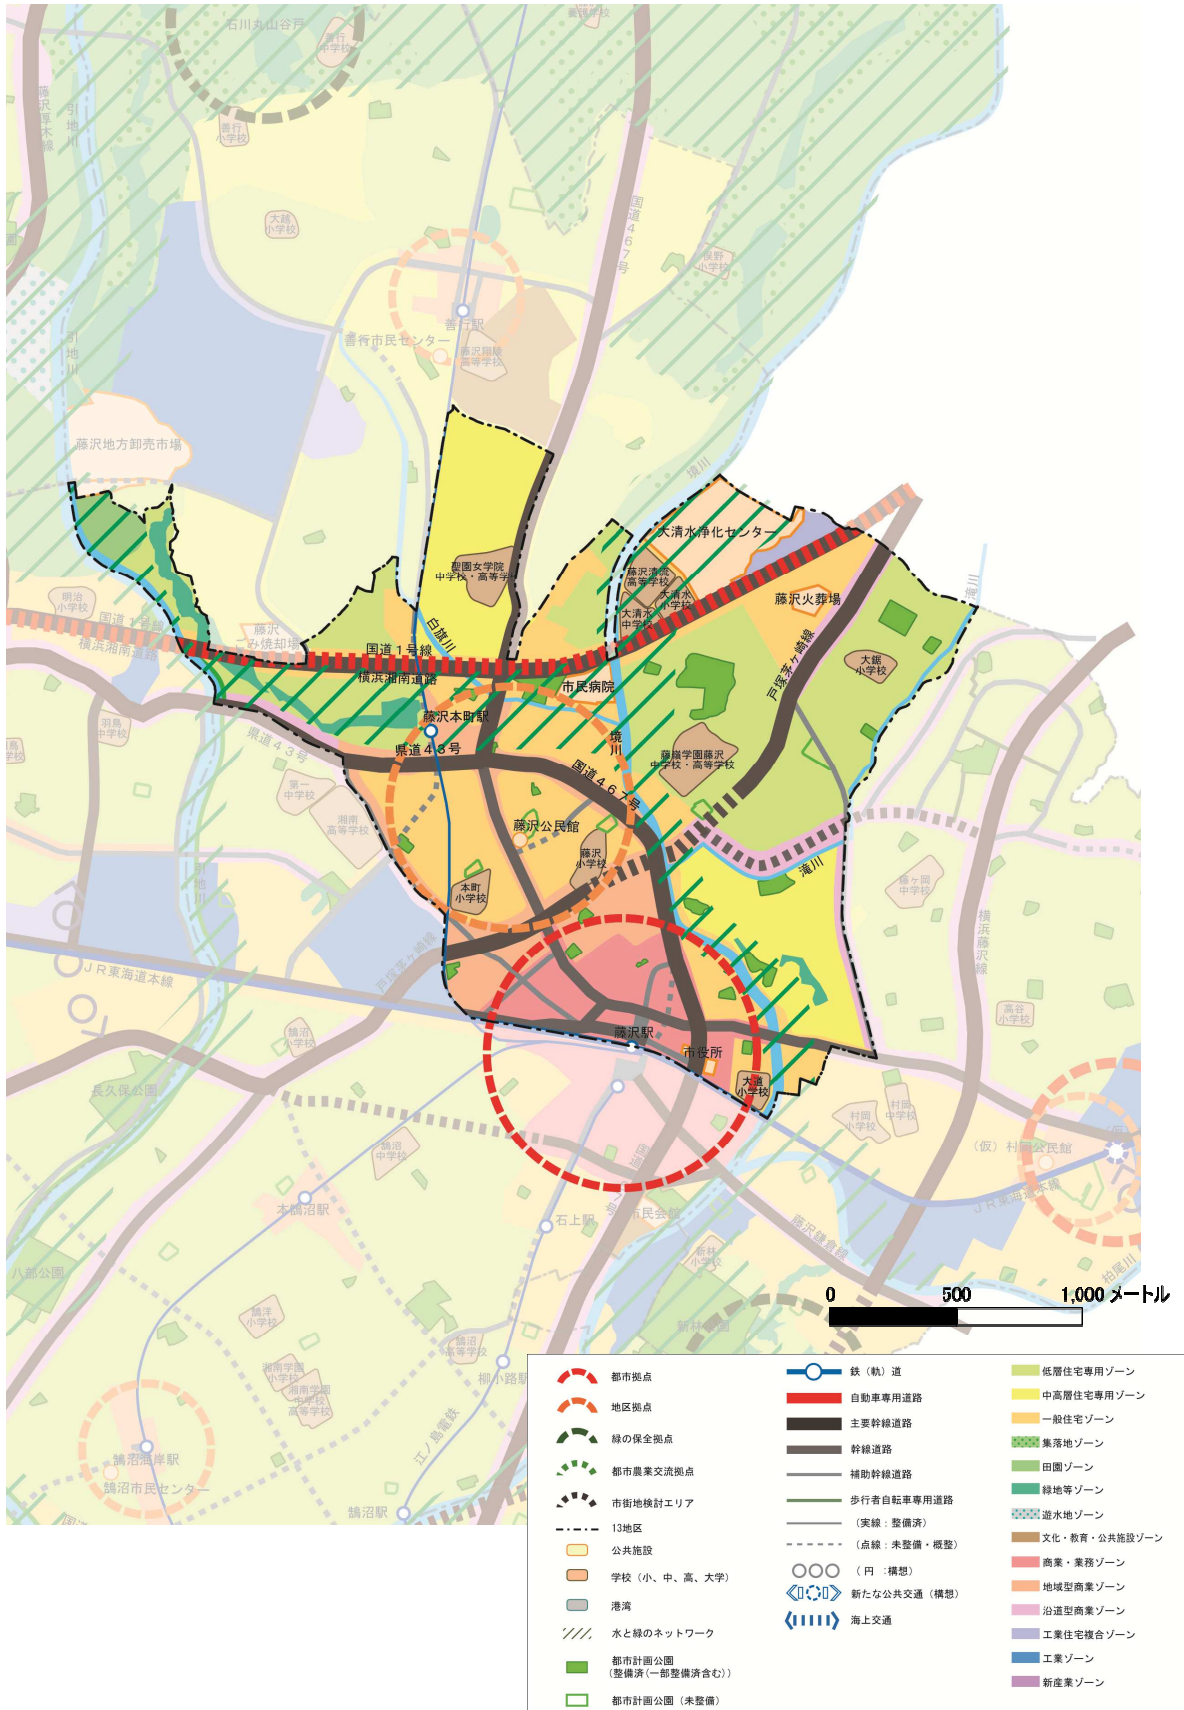 養護学校
石川丸山谷戸
善行
中学校
藤沢厚木線
引地川
善行
小学校
国道467号
大越
小学校
俣野
小学校
引地川
善行駅
善行市民センター
藤沢翔陵
高等学校
藤沢地方卸売市場
境川
大清水浄化センター
聖園女学院
中学校・高等学
藤沢清流
高等学校
大清水
小学校
大清水
中学校
藤沢火葬場
滝川
明治
小学校
国道1号線
横浜湘南道路
藤沢
ごみ焼却場
白旗川
国道1号線
横浜湘南道路
戸塚茅ヶ崎線
大鋸
小学校
市民病院
藤沢本町駅
境川
羽鳥
中学校
県道43号
県道43号
藤嶺学園藤沢
中学校・高等学校
国道467号
第一
中学校
湘南
高等学校
藤沢公民館
藤沢
小学校
滝川
引地川
本町
小学校
藤ヶ岡
中学校
戸塚茅ヶ崎線
横浜藤沢線
JR東海道本線
高谷
小学校
鵠沼
小学校
藤沢駅
市役所
大道
小学校
長久保公園
村岡
小学校
村岡
中学校
鵠沼
中学校
(仮)村岡公民館
JR東海道本線
本鵠沼駅
石上駅
市民会館
藤沢鎌倉線
新林
小学校
八部公園
柏尾川
0 500 1,000 メートル
鵠洋
小学校
新林公園
鵠沼
高等学校
湘南学園
小学校
湘南学園
中学校
高等学校
柳小路駅
江ノ島電鉄
鵠沼海岸駅
鵠沼市民センター
鵠沼駅
都市拠点
地区拠点
緑の保全拠点
都市農業交流拠点
市街地検討エリア
13地区
公共施設
学校(小、中、高、大学)
港湾
水と緑のネットワーク
都市計画公園
(整備済(一部整備済含む))
都市計画公園(未整備)
鉄(軌)道
自動車専用道路
主要幹線道路
幹線道路
補助幹線道路
歩行者自転車専用道路
(実線:整備済)
(点線:未整備・概整)
(円 :構想)
新たな公共交通(構想)
海上交通
低層住宅専用ゾーン
中高層住宅専用ゾーン
一般住宅ゾーン
集落地ゾーン
田園ゾーン
緑地等ゾーン
遊水地ゾーン
文化・教育・公共施設ゾーン
商業・業務ゾーン
地域型商業ゾーン
沿道型商業ゾーン
工業住宅複合ゾーン
工業ゾーン
新産業ゾーン